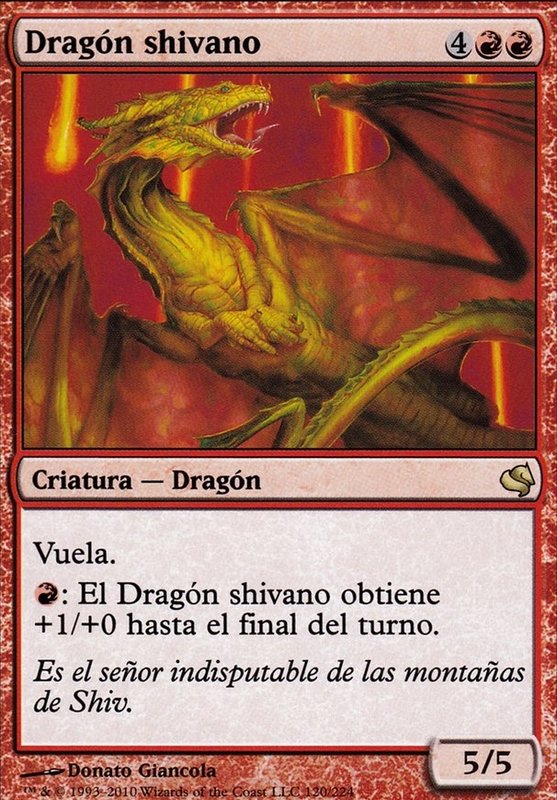 Dragón shivano 4
Criatura — Dragón
Vuela.
: El Dragón shivano obtiene
+1/+0 hasta el final del turno.
Es el señor indisputable de las montañas
de Shiv.
5/5
Donato Giancola
™ & © 1993–2010 Wizards of the Coast LLC 120/224